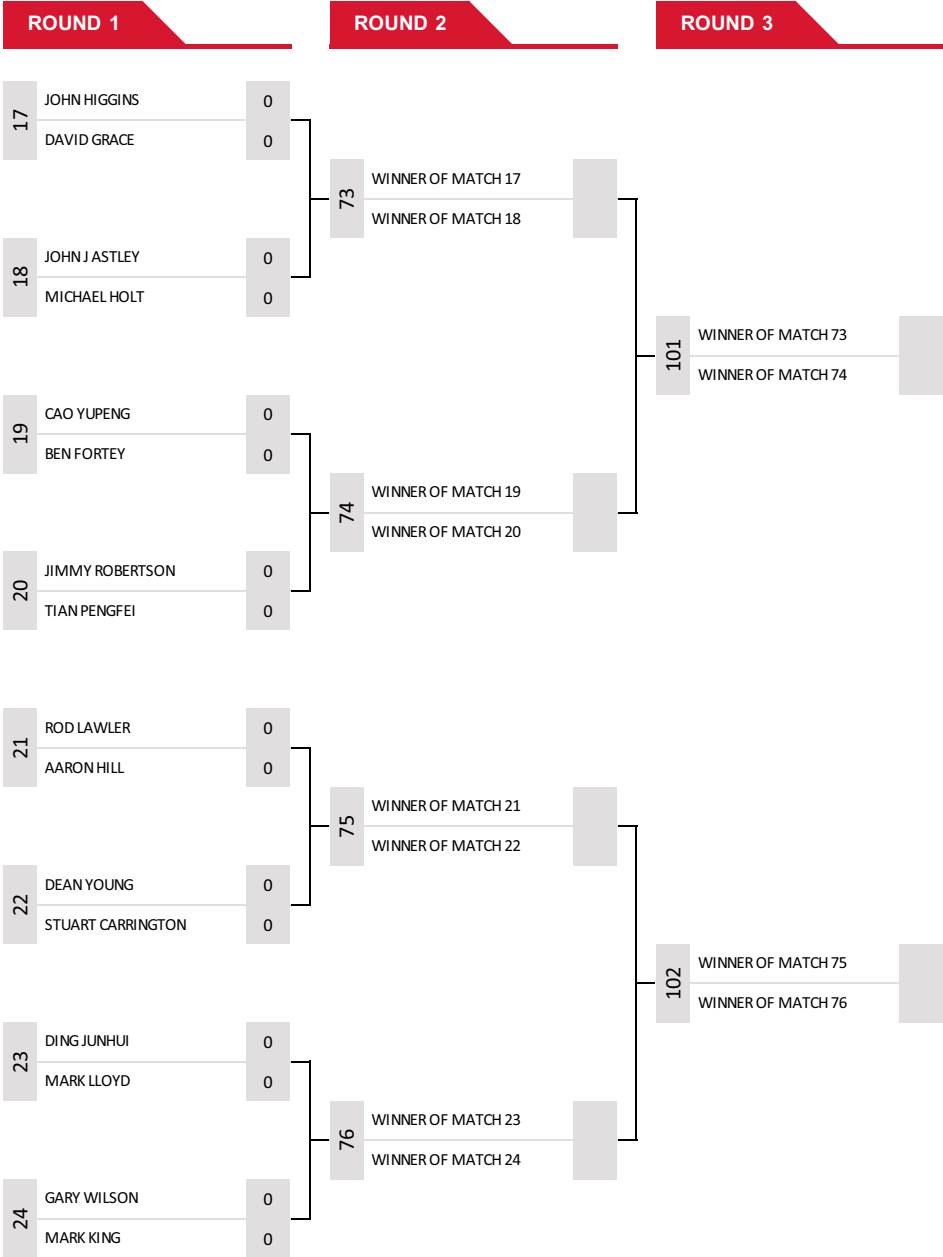 ROUND 1
ROUND 2
ROUND 3
17
JOHN HIGGINS 0
DAVID GRACE 0
73
WINNER OF MATCH 17
WINNER OF MATCH 18
18
JOHN J ASTLEY 0
MICHAEL HOLT 0
101
WINNER OF MATCH 73
WINNER OF MATCH 74
19
CAO YUPENG 0
BEN FORTEY 0
74
WINNER OF MATCH 19
WINNER OF MATCH 20
20
JIMMY ROBERTSON 0
TIAN PENGFEI 0
21
ROD LAWLER 0
AARON HILL 0
75
WINNER OF MATCH 21
WINNER OF MATCH 22
22
DEAN YOUNG 0
STUART CARRINGTON 0
102
WINNER OF MATCH 75
WINNER OF MATCH 76
23
DING JUNHUI 0
MARK LLOYD 0
76
WINNER OF MATCH 23
WINNER OF MATCH 24
24
GARY WILSON 0
MARK KING 0